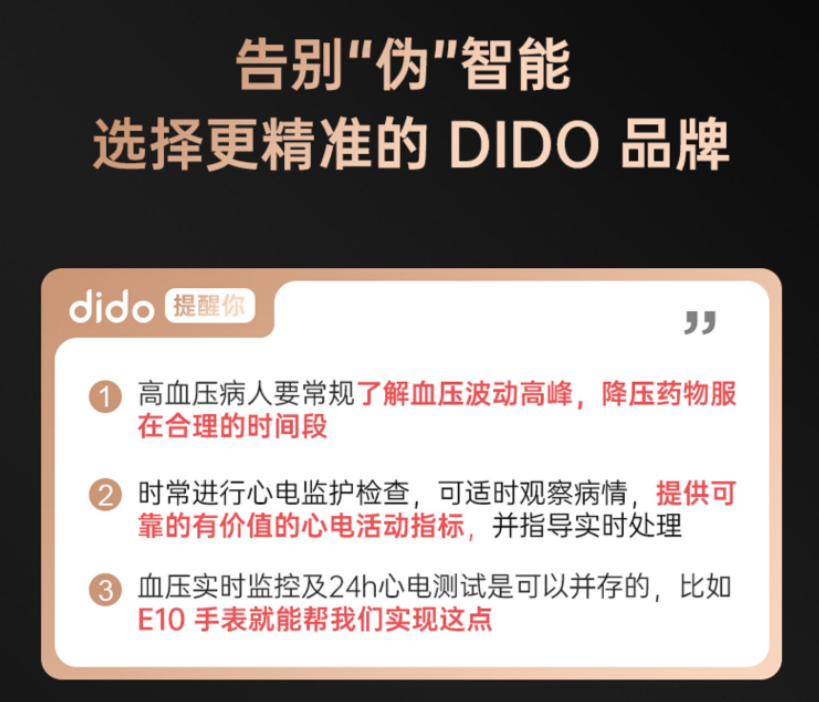 告别“伪”智能
选择更精准的 DIDO 品牌
dido 提醒你
”
1 高血压病人要常规了解血压波动高峰，降压药物服
在合理的时间段
2 时常进行心电监护检查，可适时观察病情，提供可
靠的有价值的心电活动指标，并指导实时处理
3 血压实时监控及24h心电测试是可以并存的，比如
E10 手表就能帮我们实现这点